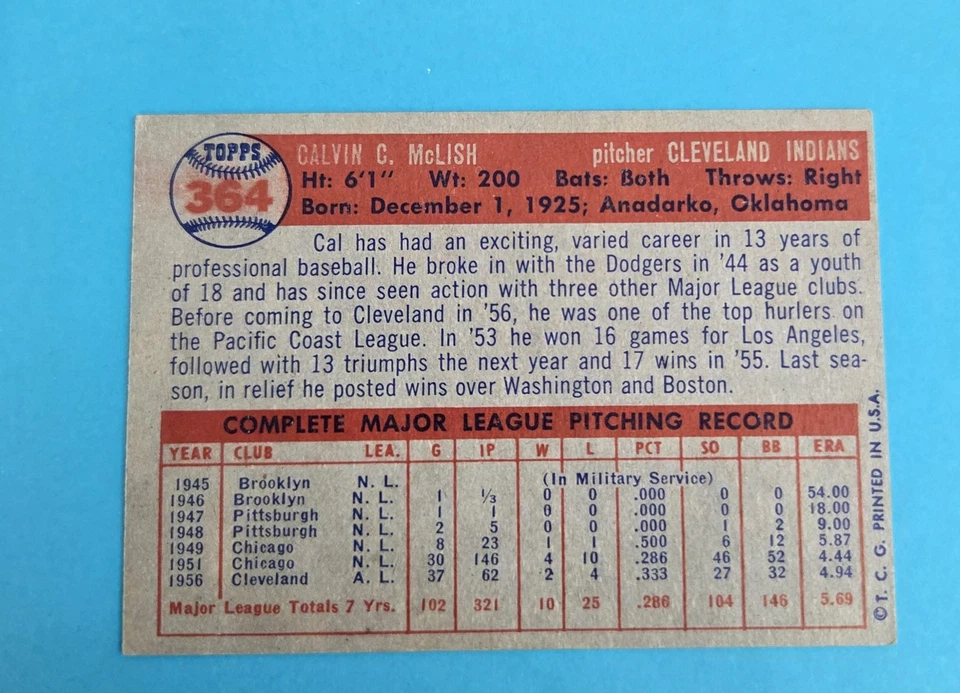 TOPPS
364
CALVIN C. McLISH pitcher CLEVELAND INDIANS
Ht: 6'1" Wt: 200 Bats: Both Throws: Right
Born: December 1, 1925; Anadarko, Oklahoma
Cal has had an exciting, varied career in 13 years of
professional baseball. He broke in with the Dodgers in '44 as a youth
of 18 and has since seen action with three other Major League clubs.
Before coming to Cleveland in '56, he was one of the top hurlers on
the Pacific Coast League. In '53 he won 16 games for Los Angeles,
followed with 13 triumphs the next year and 17 wins in '55. Last sea-
son, in relief he posted wins over Washington and Boston.
COMPLETE MAJOR LEAGUE PITCHING RECORD
YEAR CLUB LEA. G IP W L PCT SO BB ERA
1945 Brooklyn N. L. (In Military Service)
1946 Brooklyn N. L. 1 1/3 0 0 .000 0 0 54.00
1947 Pittsburgh N. L. 1 1 0 0 .000 0 0 18.00
1948 Pittsburgh N. L. 2 5 0 0 .000 1 2 9.00
1949 Chicago N. L. 8 23 1 1 .500 6 12 5.87
1951 Chicago N. L. 30 146 4 10 .286 46 52 4.44
1956 Cleveland A. L. 37 62 2 4 .333 27 32 4.94
Major League Totals 7 Yrs. 102 321 10 25 .286 104 146 5.69
© T. C. G. PRINTED IN U.S.A.